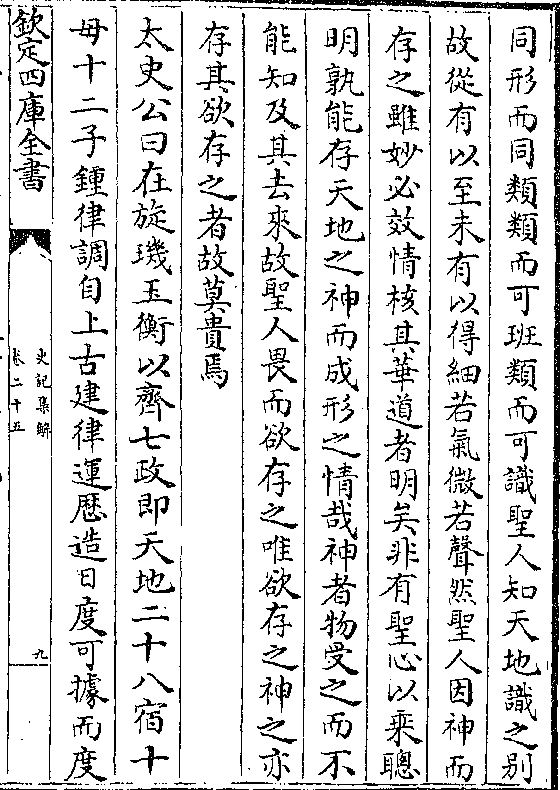 同形而同類類而可班類而可識聖人知天地識之别
故從有以至未有以得細若氣微若聲然聖人因神而
存之雖妙必效情核其華道者明矣非有聖心以乗聰
明孰能存天地之神而成形之情哉神者物受之而不
能知及其去來故聖人畏而欲存之唯欲存之神之亦
存其欲存之者故莫貴焉
太史公曰在旋璣玉衡以齊七政即天地二十八宿十
母十二子鍾律調自上古建律運厯造日度可據而度
欽定四庫全書
史記集解
卷二十五
九